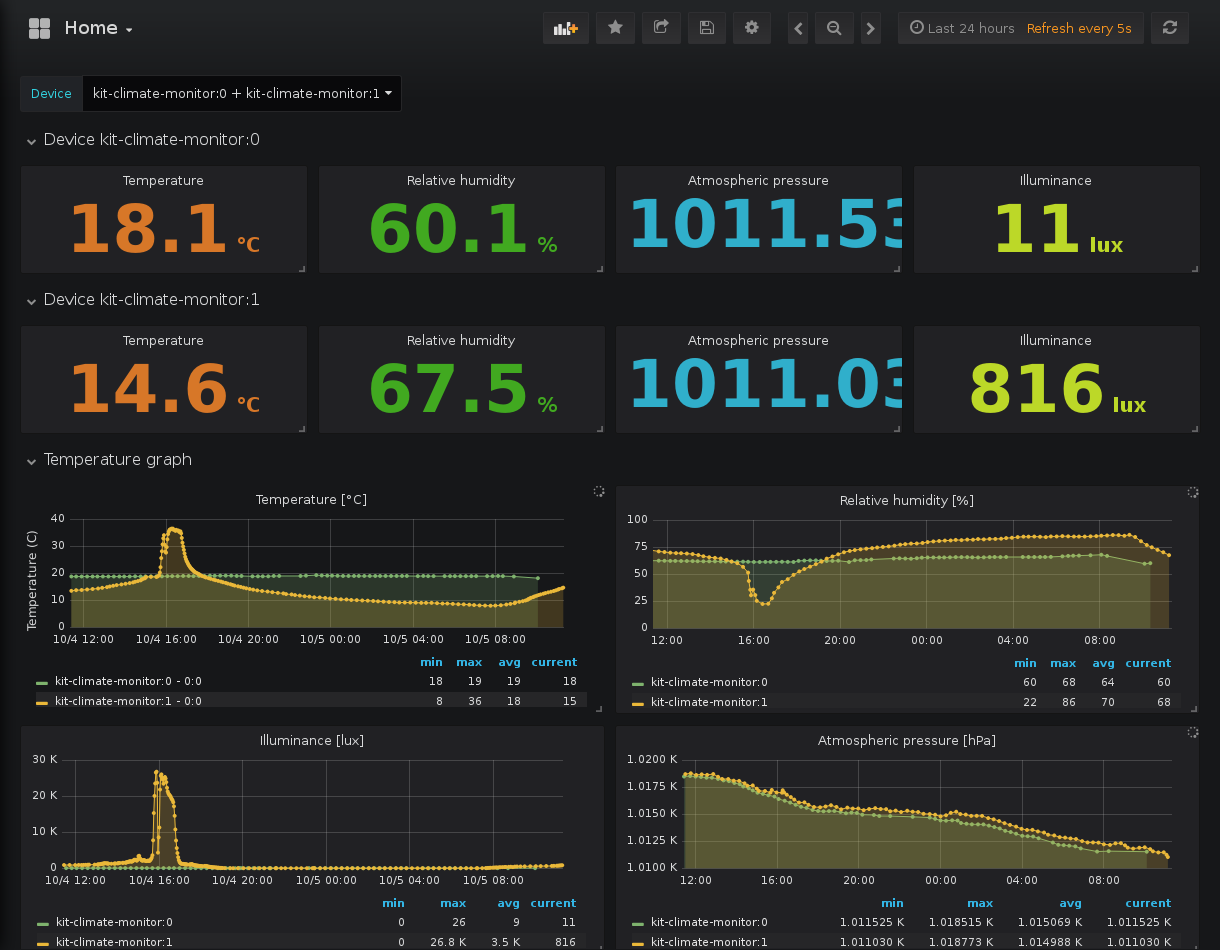 Home
Last 24 hours Refresh every 5s
Device kit-climate-monitor:0 + kit-climate-monitor:1
Device kit-climate-monitor:0
Temperature Relative humidity Atmospheric pressure Illuminance
18.1 °C 60.1 % 1011.53 11 lux
Device kit-climate-monitor:1
Temperature Relative humidity Atmospheric pressure Illuminance
14.6 °C 67.5 % 1011.03 816 lux
Temperature graph
Temperature [°C]
Temperature (C)
40
30
20
10
0
10/4 12:00 10/4 16:00 10/4 20:00 10/5 00:00 10/5 04:00 10/5 08:00
min max avg current
kit-climate-monitor:0 - 0:0 18 19 19 18
kit-climate-monitor:1 - 0:0 8 36 18 15
Relative humidity [%]
100
75
50
25
0
12:00 16:00 20:00 00:00 04:00 08:00
min max avg current
kit-climate-monitor:0 60 68 64 60
kit-climate-monitor:1 22 86 70 68
Illuminance [lux]
30 K
20 K
10 K
0
10/4 12:00 10/4 16:00 10/4 20:00 10/5 00:00 10/5 04:00 10/5 08:00
min max avg current
kit-climate-monitor:0 0 26 9 11
kit-climate-monitor:1 0 26.8 K 3.5 K 816
Atmospheric pressure [hPa]
1.0200 K
1.0175 K
1.0150 K
1.0125 K
1.0100 K
12:00 16:00 20:00 00:00 04:00 08:00
min max avg current
kit-climate-monitor:0 1.011525 K 1.018515 K 1.015069 K 1.011525 K
kit-climate-monitor:1 1.011030 K 1.018773 K 1.014988 K 1.011030 K